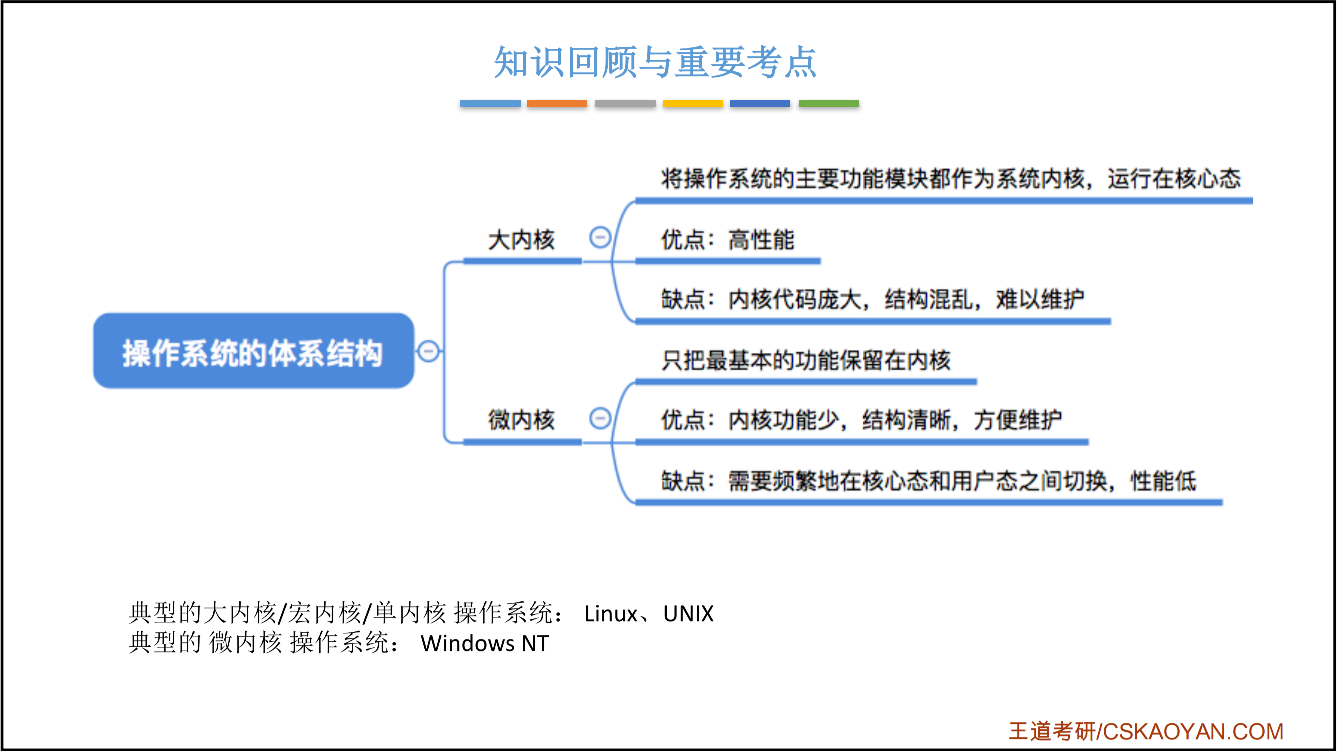 知识回顾与重要考点
将操作系统的主要功能模块都作为系统内核，运行在核心态
大内核
优点：高性能
缺点：内核代码庞大，结构混乱，难以维护
操作系统的体系结构
只把最基本的功能保留在内核
微内核
优点：内核功能少，结构清晰，方便维护
缺点：需要频繁地在核心态和用户态之间切换，性能低
典型的大内核/宏内核/单内核 操作系统： Linux、UNIX
典型的 微内核 操作系统： Windows NT
王道考研/CSKAOYAN.COM